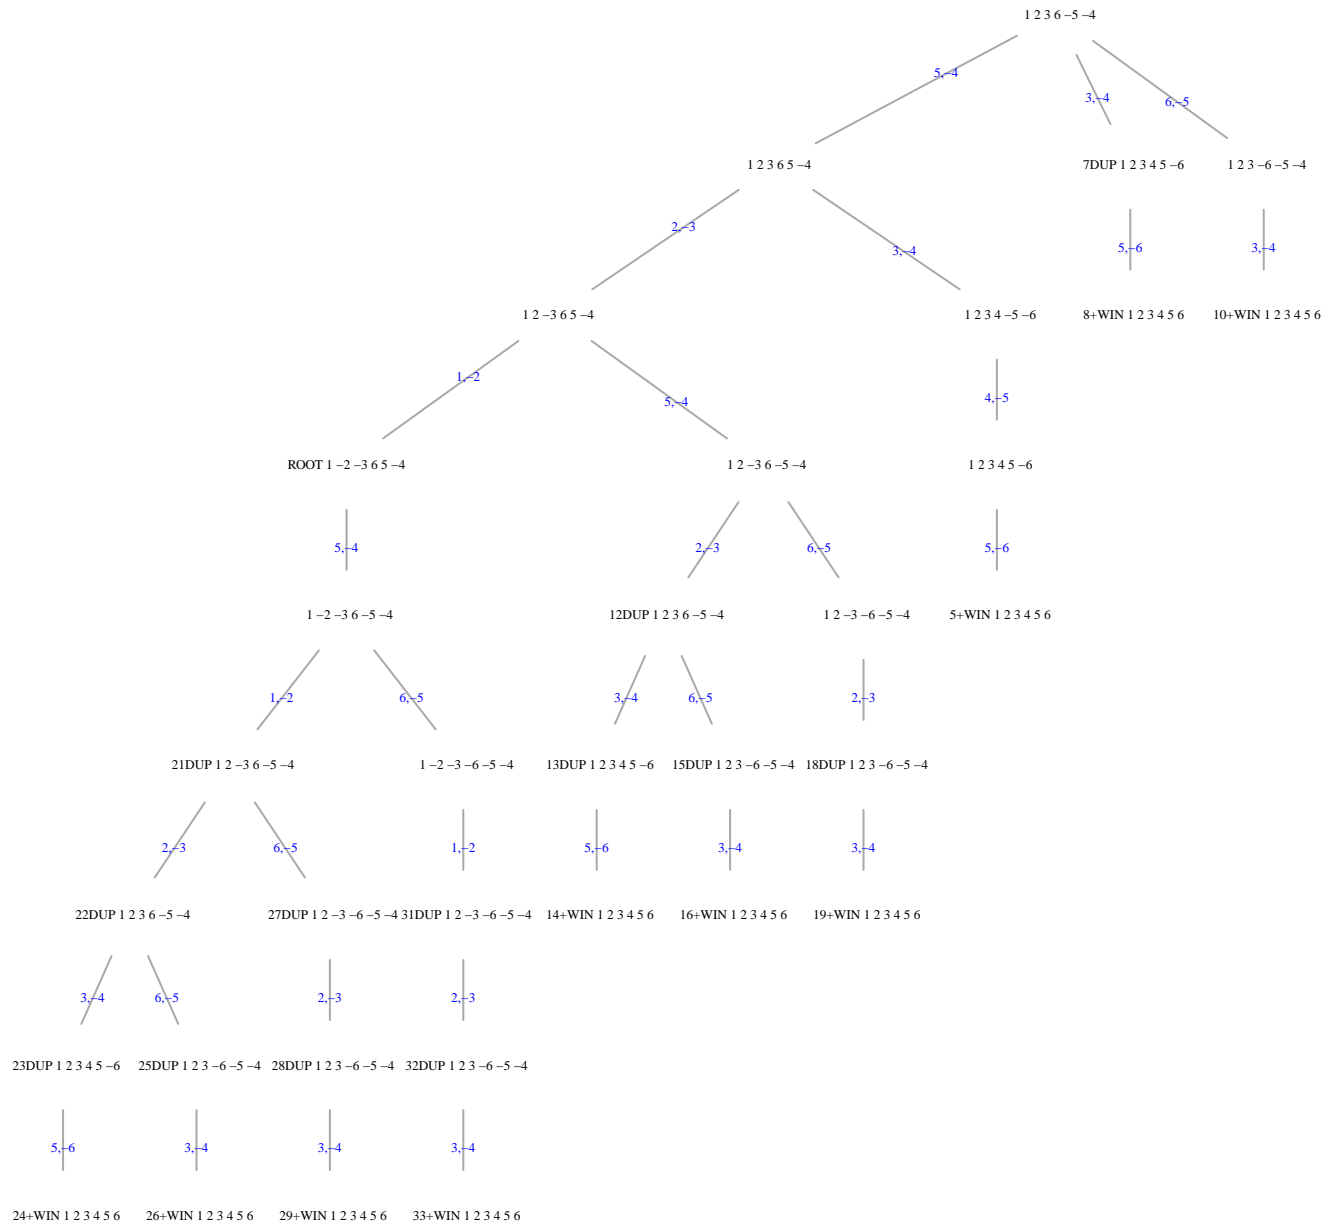 1 2 3 6 −5 −4
5,−4
3,−4
6,−5
1 2 3 6 5 −4
7DUP 1 2 3 4 5 −6
1 2 3 −6 −5 −4
2,−3
3,−4
5,−6
3,−4
1 2 −3 6 5 −4
1 2 3 4 −5 −6
8+WIN 1 2 3 4 5 6
10+WIN 1 2 3 4 5 6
1,−2
5,−4
4,−5
ROOT 1 −2 −3 6 5 −4
1 2 −3 6 −5 −4
1 2 3 4 5 −6
5,−4
2,−3
6,−5
5,−6
1 −2 −3 6 −5 −4
12DUP 1 2 3 6 −5 −4
1 2 −3 −6 −5 −4
5+WIN 1 2 3 4 5 6
1,−2
6,−5
3,−4
6,−5
2,−3
21DUP 1 2 −3 6 −5 −4
1 −2 −3 −6 −5 −4
13DUP 1 2 3 4 5 −6
15DUP 1 2 3 −6 −5 −4
18DUP 1 2 3 −6 −5 −4
2,−3
6,−5
1,−2
5,−6
3,−4
3,−4
22DUP 1 2 3 6 −5 −4
27DUP 1 2 −3 −6 −5 −4
31DUP 1 2 −3 −6 −5 −4
14+WIN 1 2 3 4 5 6
16+WIN 1 2 3 4 5 6
19+WIN 1 2 3 4 5 6
3,−4
6,−5
2,−3
2,−3
23DUP 1 2 3 4 5 −6
25DUP 1 2 3 −6 −5 −4
28DUP 1 2 3 −6 −5 −4
32DUP 1 2 3 −6 −5 −4
5,−6
3,−4
3,−4
3,−4
24+WIN 1 2 3 4 5 6
26+WIN 1 2 3 4 5 6
29+WIN 1 2 3 4 5 6
33+WIN 1 2 3 4 5 6